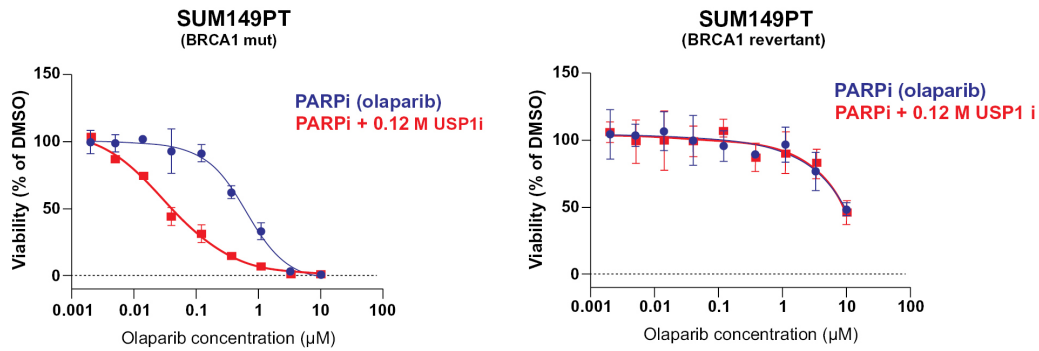 SUM149PT
(BRCA1 mut)
150
100
50
0
Viability (% of DMSO)
PARPi (olaparib)
PARPi + 0.12 M USP1i
0.001
0.01
0.1
1
10
100
Olaparib concentration (µM)
SUM149PT
(BRCA1 revertant)
150
100
50
0
Viability (% of DMSO)
PARPi (olaparib)
PARPi + 0.12 M USP1 i
0.001
0.01
0.1
1
10
100
Olaparib concentration (µM)